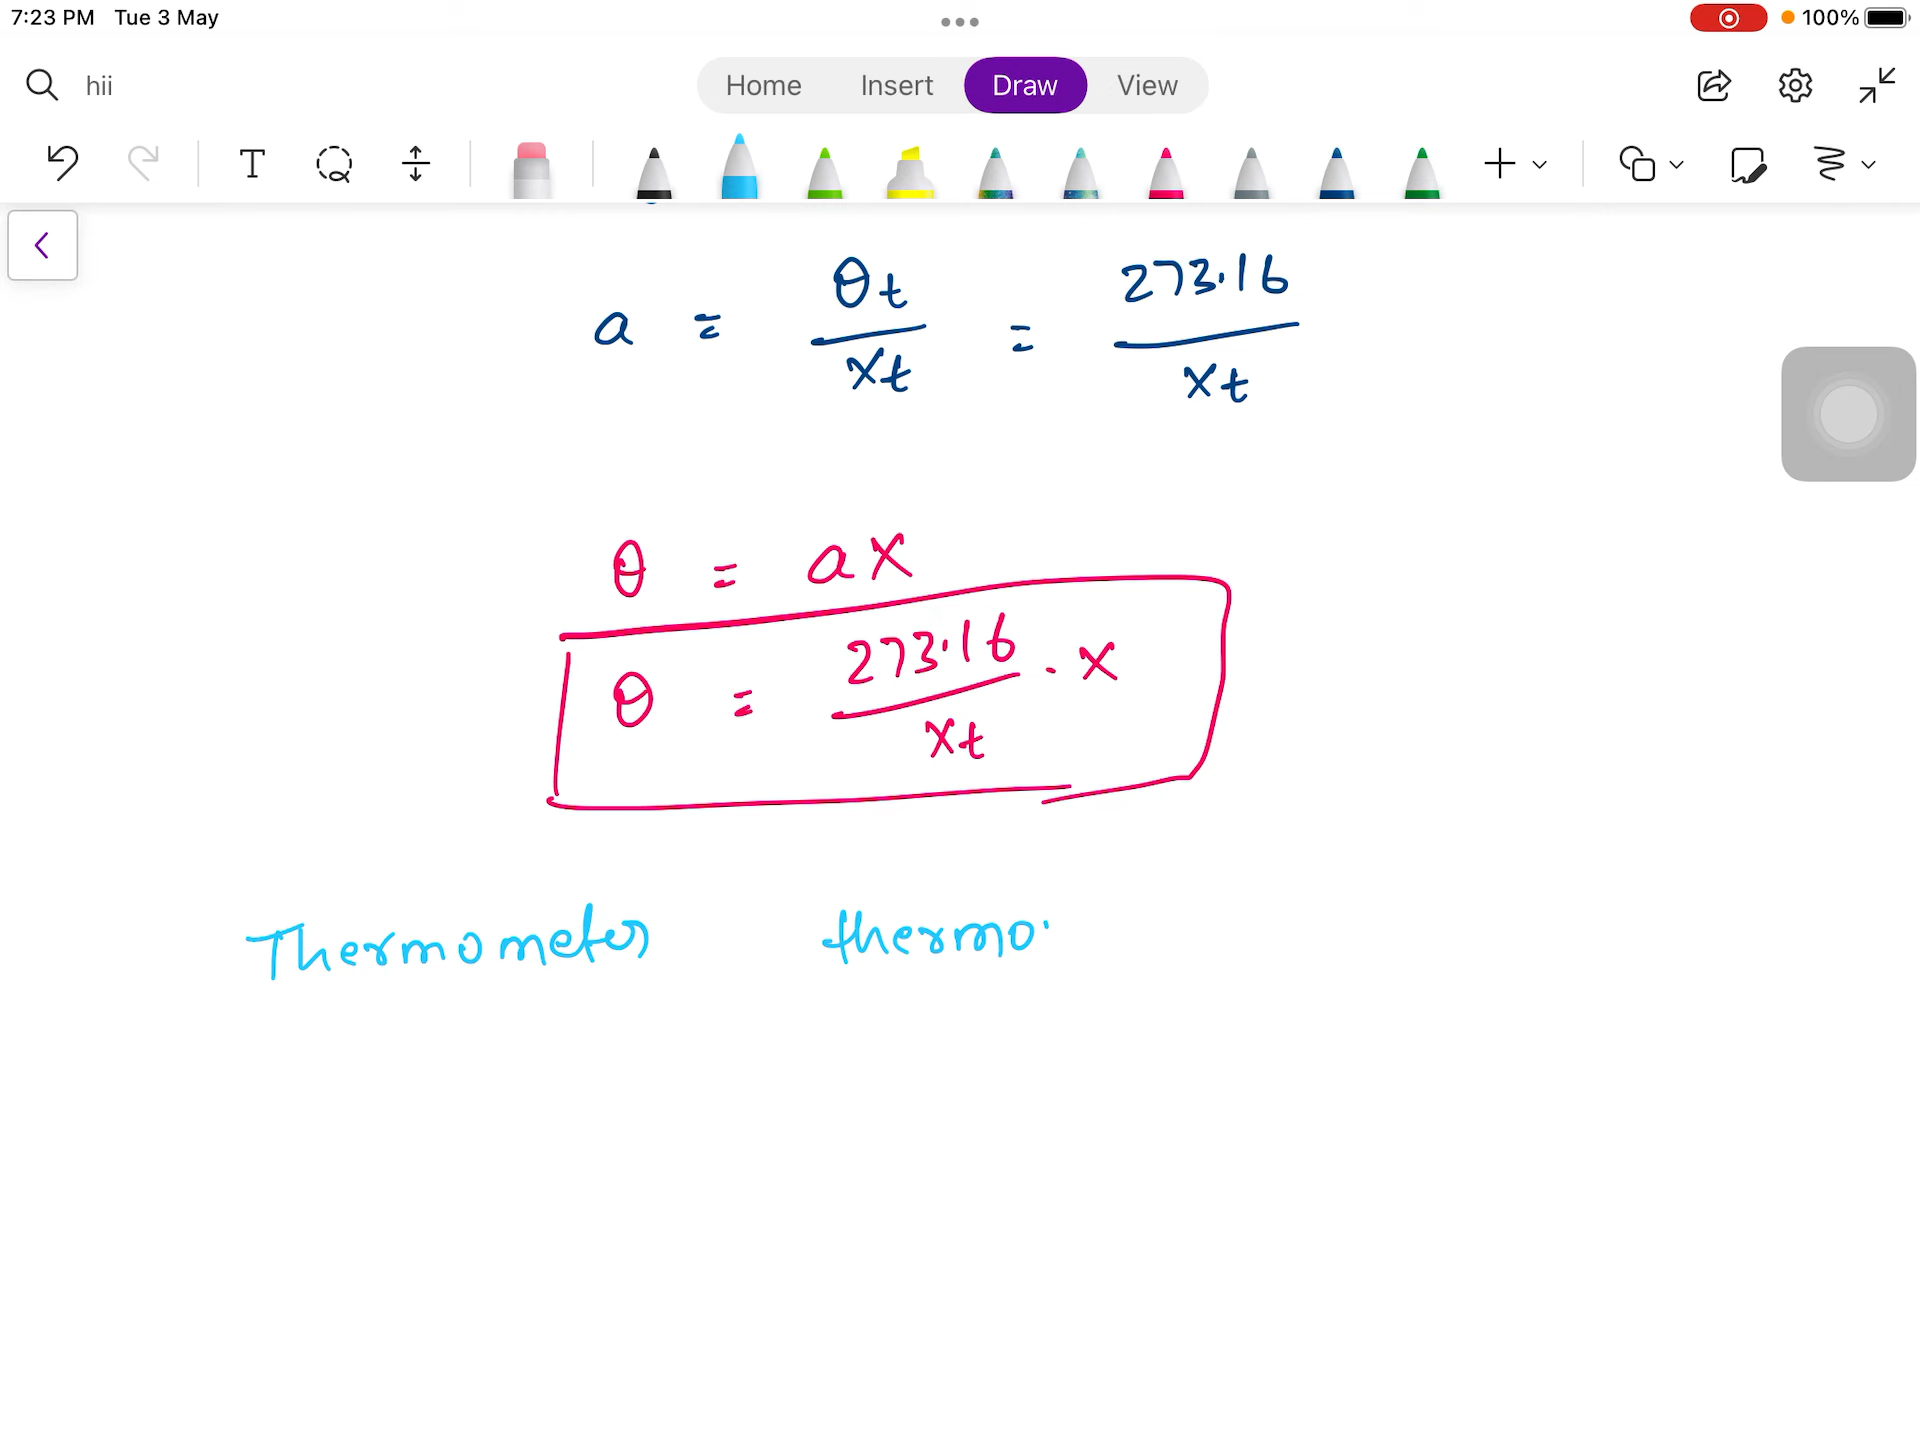 7:23 PM Tue 3 May 100%
hii Home Insert Draw View
T
a = θt / xt = 273.16 / xt
θ = ax
θ = 273.16 / xt . x
Thermometer thermo.